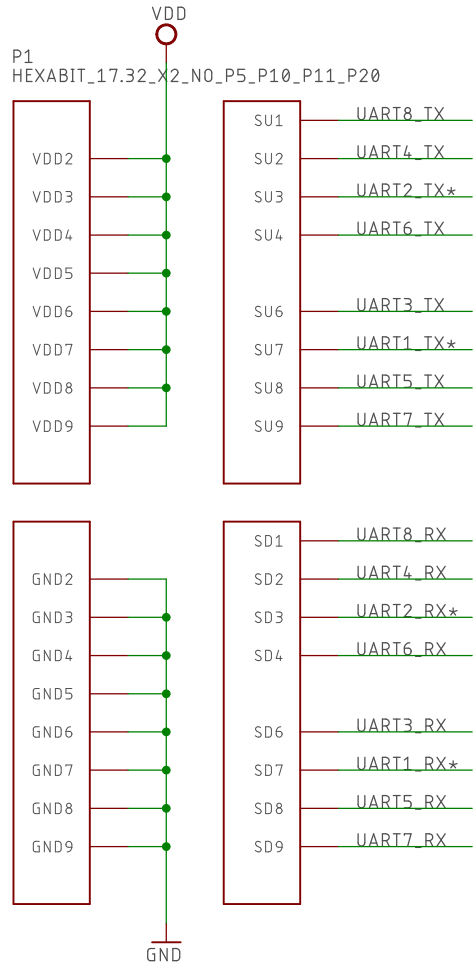 VDD
P1
HEXABIT_17.32_X2_NO_P5_P10_P11_P20
SU1 UART8_TX
VDD2 SU2 UART4_TX
VDD3 SU3 UART2_TX*
VDD4 SU4 UART6_TX
VDD5
VDD6 SU6 UART3_TX
VDD7 SU7 UART1_TX*
VDD8 SU8 UART5_TX
VDD9 SU9 UART7_TX
SD1 UART8_RX
GND2 SD2 UART4_RX
GND3 SD3 UART2_RX*
GND4 SD4 UART6_RX
GND5
GND6 SD6 UART3_RX
GND7 SD7 UART1_RX*
GND8 SD8 UART5_RX
GND9 SD9 UART7_RX
GND